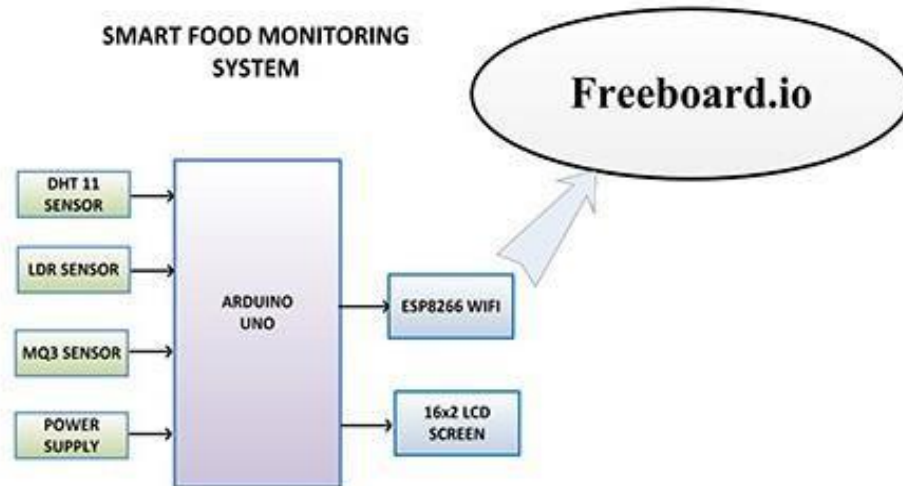 SMART FOOD MONITORING
SYSTEM
Freeboard.io
DHT 11
SENSOR
LDR SENSOR
MQ3 SENSOR
POWER
SUPPLY
ARDUINO
UNO
ESP8266 WIFI
16x2 LCD
SCREEN